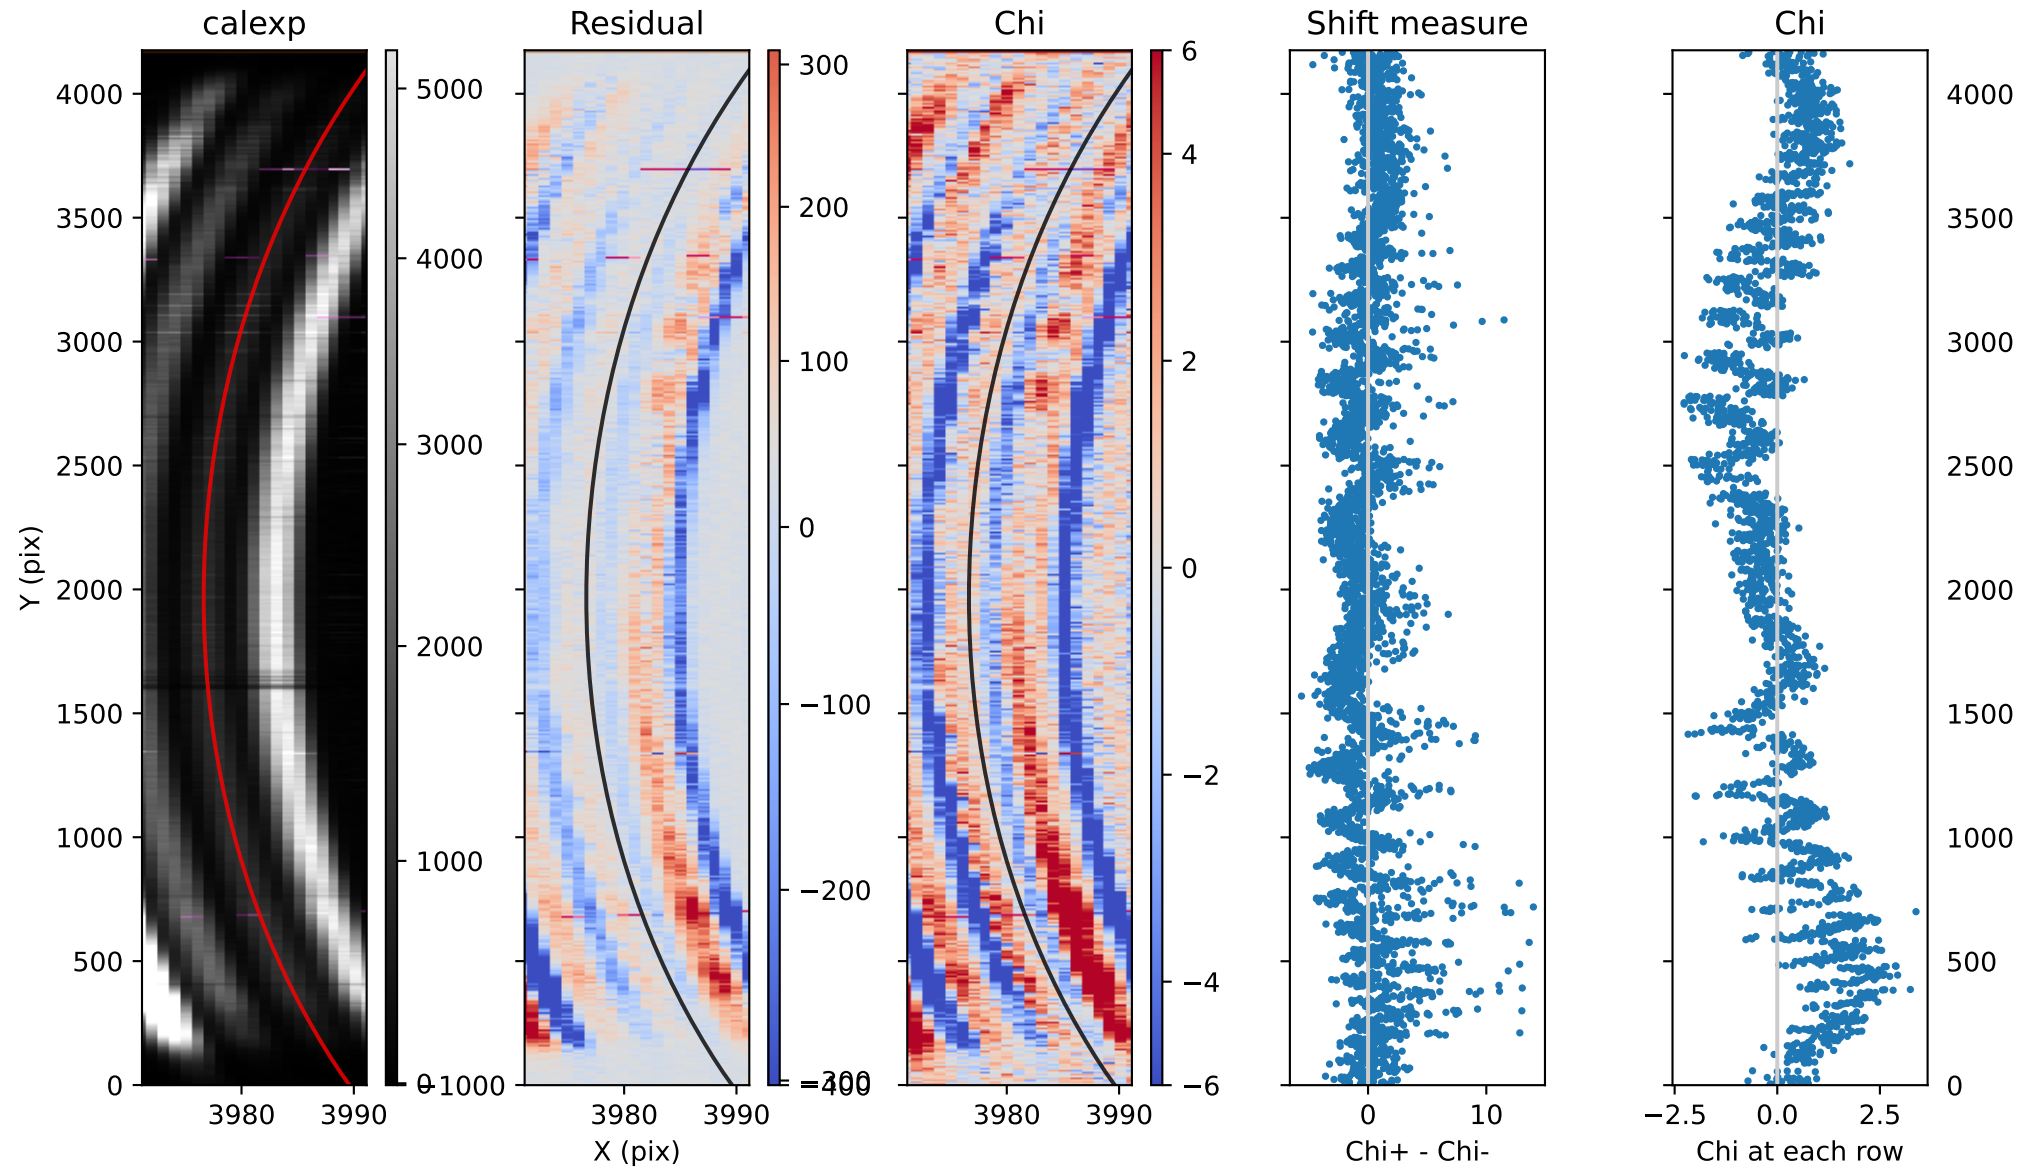 calexp Residual Chi Shift measure Chi
4000 5000 300 6 4000
4
200
3500 4000 3500
2
3000 100 3000
3000
0
2500 0 2500
Y (pix)
2000 2000 2000
−100 −2
1500 1500
1000 1000 1000
−200
−4
500 500
0 0 −1000 −300 −400 −6 0
3980 3990 3980 3990 3980 3990 0 10 −2.5 0.0 2.5
X (pix) Chi+ - Chi- Chi at each row